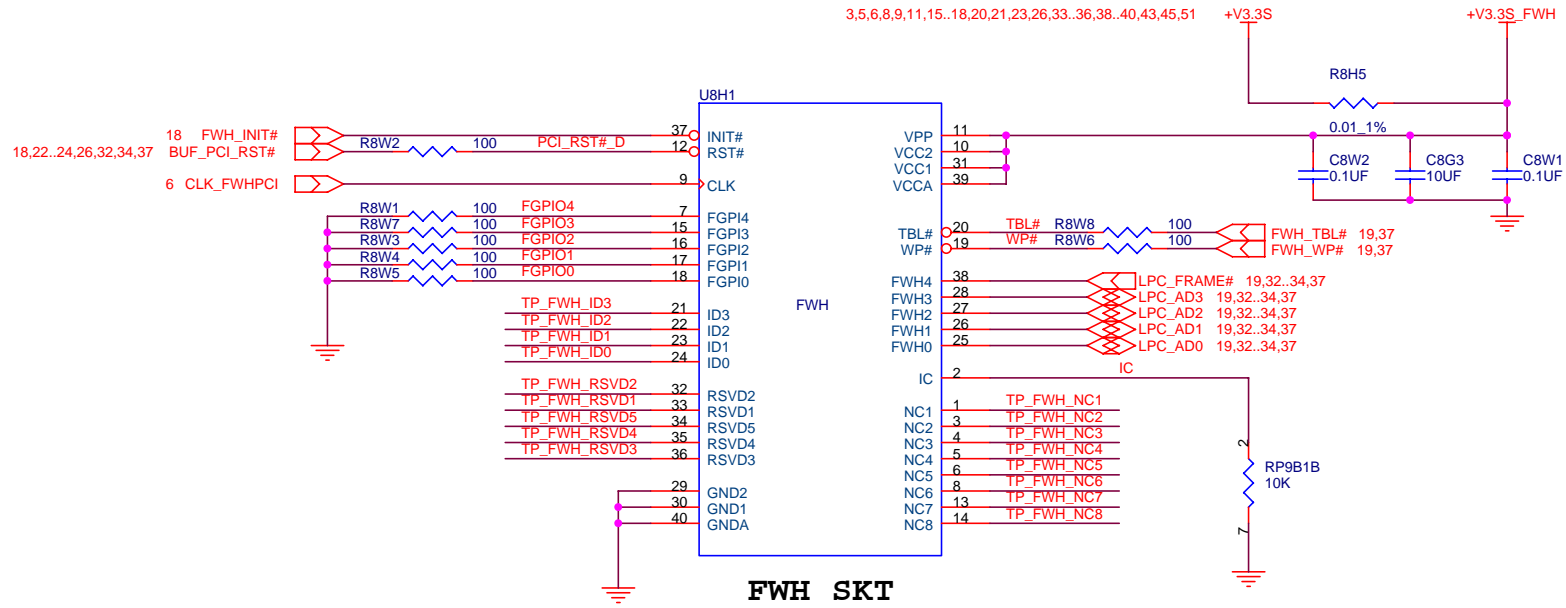 3,5,6,8,9,11,15..18,20,21,23,26,33..36,38..40,43,45,51 +V3.3S +V3.3S_FWH
R8H5
0.01_1%
C8W2 0.1UF
C8G3 10UF
C8W1 0.1UF
U8H1
18 FWH_INIT# 37 INIT#
18,22..24,26,32,34,37 BUF_PCI_RST# R8W2 100 PCI_RST#_D 12 RST#
6 CLK_FWHPCI 9 CLK
R8W1 100 FGPIO4 7 FGPI4
R8W7 100 FGPIO3 15 FGPI3
R8W3 100 FGPIO2 16 FGPI2
R8W4 100 FGPIO1 17 FGPI1
R8W5 100 FGPIO0 18 FGPI0
TP_FWH_ID3 21 ID3
TP_FWH_ID2 22 ID2
TP_FWH_ID1 23 ID1
TP_FWH_ID0 24 ID0
TP_FWH_RSVD2 32 RSVD2
TP_FWH_RSVD1 33 RSVD1
TP_FWH_RSVD5 34 RSVD5
TP_FWH_RSVD4 35 RSVD4
TP_FWH_RSVD3 36 RSVD3
29 GND2
30 GND1
40 GNDA
FWH
VPP 11
VCC2 10
VCC1 31
VCCA 39
TBL# 20 TBL# R8W8 100 FWH_TBL# 19,37
WP# 19 WP# R8W6 100 FWH_WP# 19,37
FWH4 38 LPC_FRAME# 19,32..34,37
FWH3 28 LPC_AD3 19,32..34,37
FWH2 27 LPC_AD2 19,32..34,37
FWH1 26 LPC_AD1 19,32..34,37
FWH0 25 LPC_AD0 19,32..34,37
IC 2 IC
NC1 1 TP_FWH_NC1
NC2 3 TP_FWH_NC2
NC3 4 TP_FWH_NC3
NC4 5 TP_FWH_NC4
NC5 6 TP_FWH_NC5
NC6 8 TP_FWH_NC6
NC7 13 TP_FWH_NC7
NC8 14 TP_FWH_NC8
2
RP9B1B
10K
7
FWH SKT